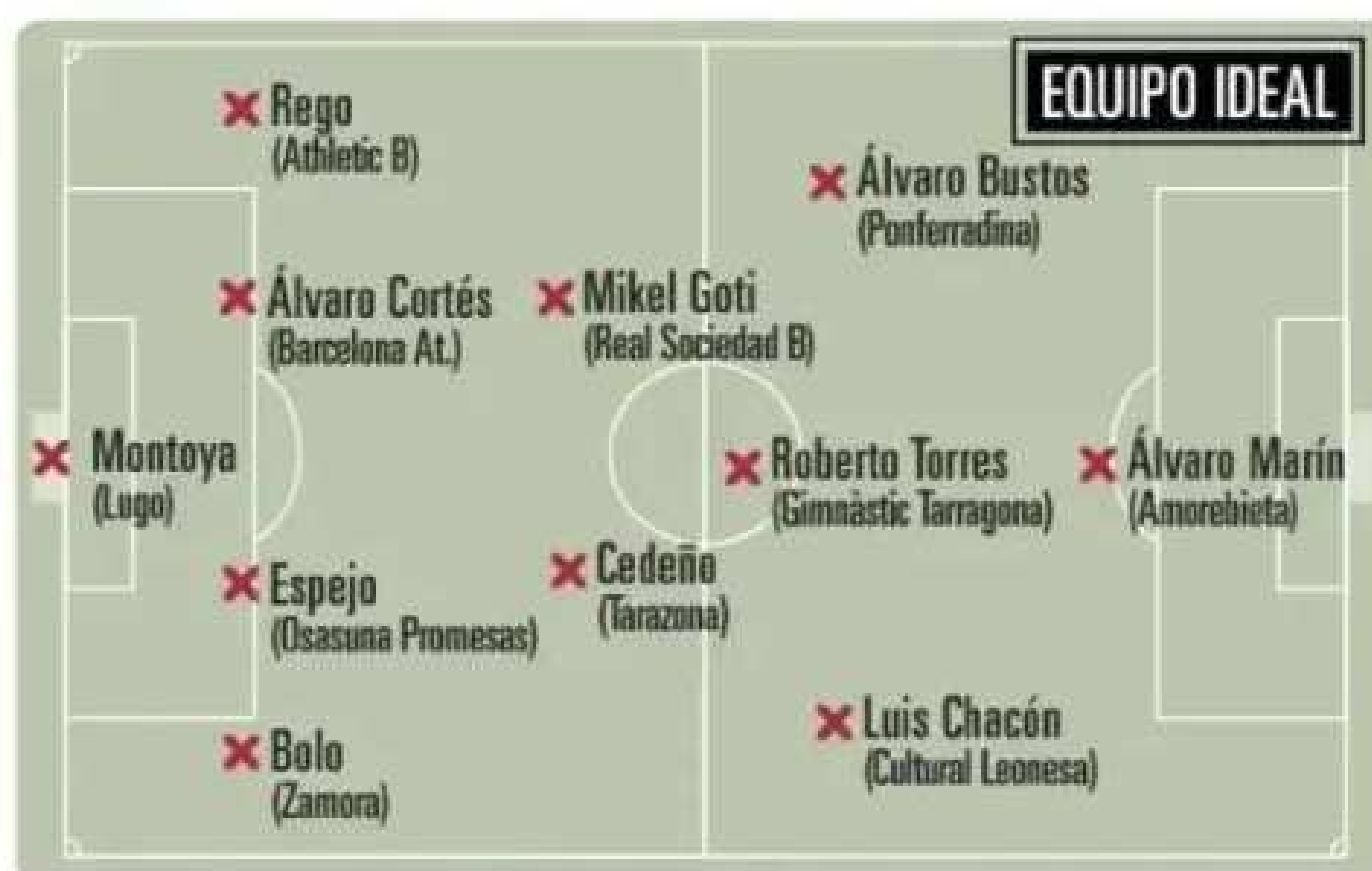 EQUIPO IDEAL
Rego
(Athletic B)
Álvaro Bustos
(Ponferradina)
Álvaro Cortés
(Barcelona At.)
Mikel Goti
(Real Sociedad B)
Montoya
(Lugo)
Roberto Torres
(Gimnàstic Tarragona)
Álvaro Marín
(Amorebieta)
Espejo
(Osasuna Promesas)
Cedeño
(Tarazona)
Bolo
(Zamora)
Luis Chacón
(Cultural Leonesa)